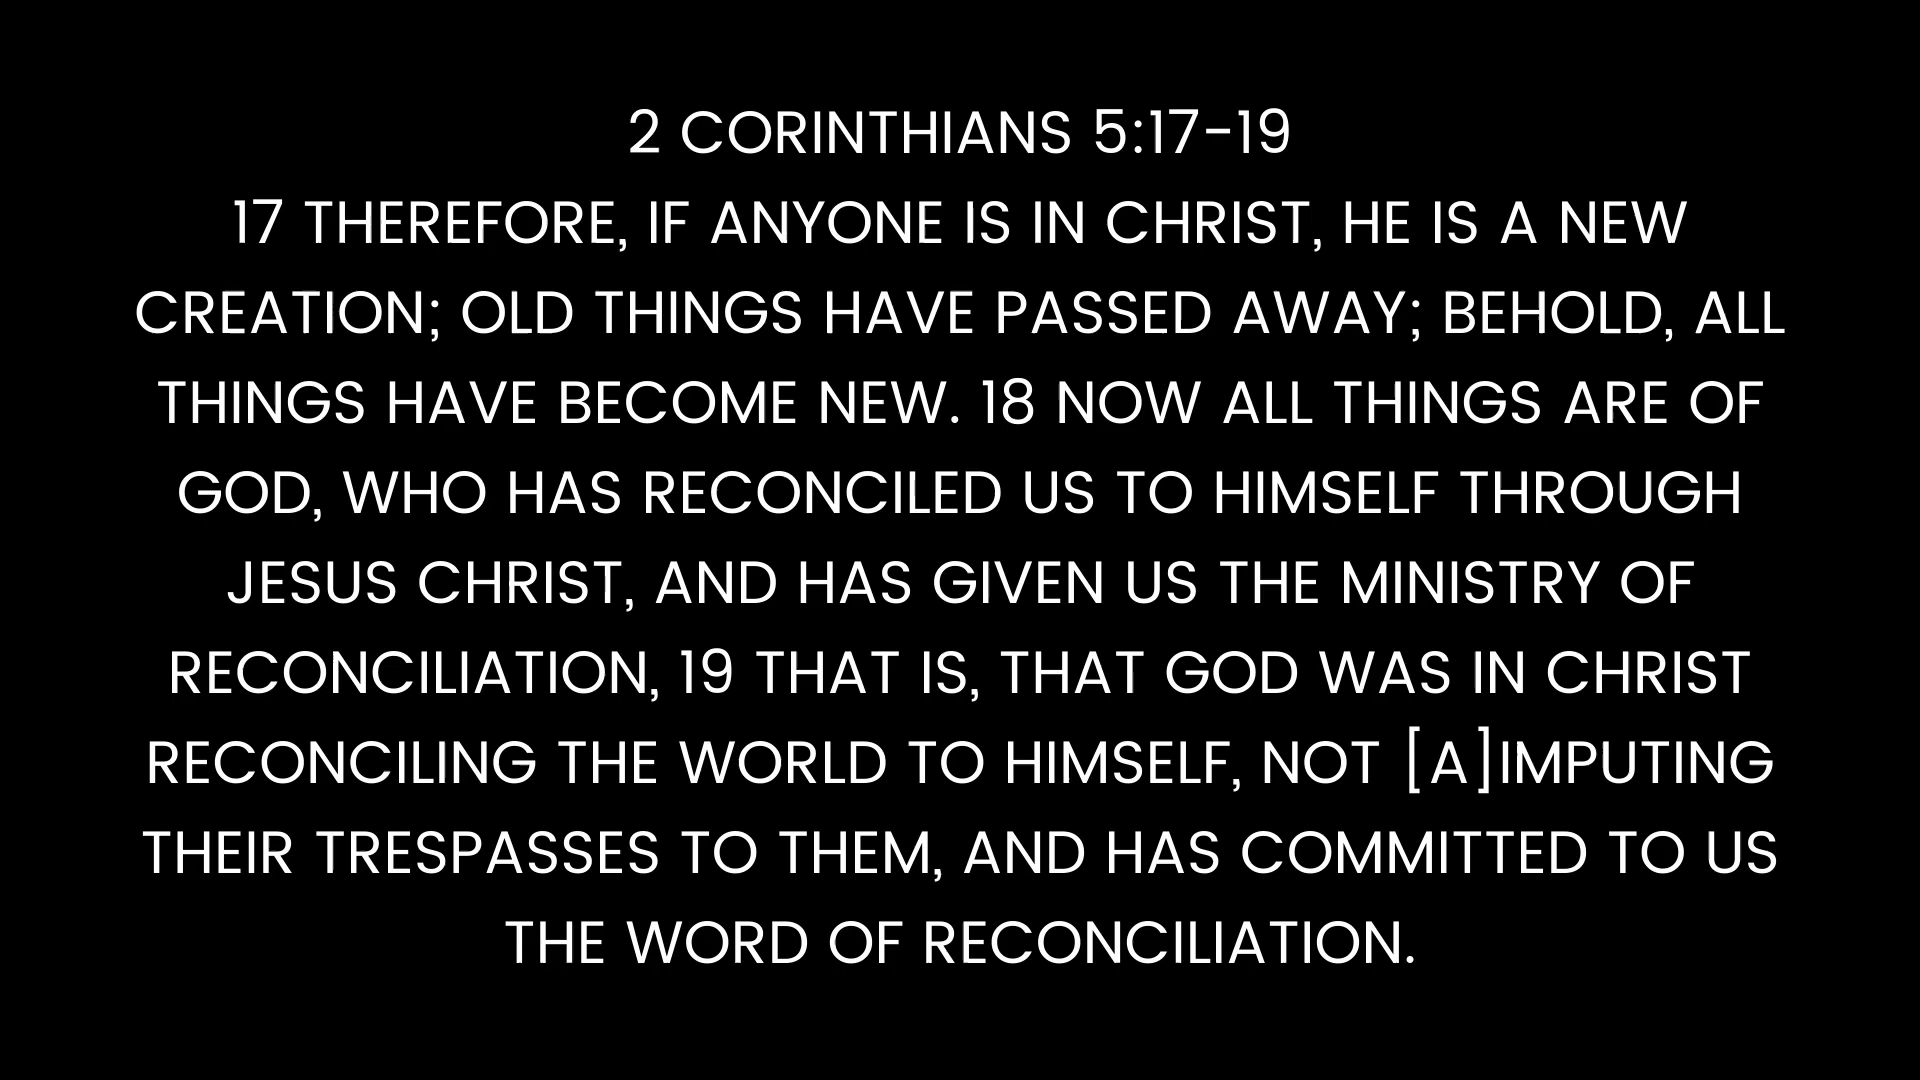 2 CORINTHIANS 5:17-19
17 THEREFORE, IF ANYONE IS IN CHRIST, HE IS A NEW
CREATION; OLD THINGS HAVE PASSED AWAY; BEHOLD, ALL
THINGS HAVE BECOME NEW. 18 NOW ALL THINGS ARE OF
GOD, WHO HAS RECONCILED US TO HIMSELF THROUGH
JESUS CHRIST, AND HAS GIVEN US THE MINISTRY OF
RECONCILIATION, 19 THAT IS, THAT GOD WAS IN CHRIST
RECONCILING THE WORLD TO HIMSELF, NOT [A]IMPUTING
THEIR TRESPASSES TO THEM, AND HAS COMMITTED TO US
THE WORD OF RECONCILIATION.